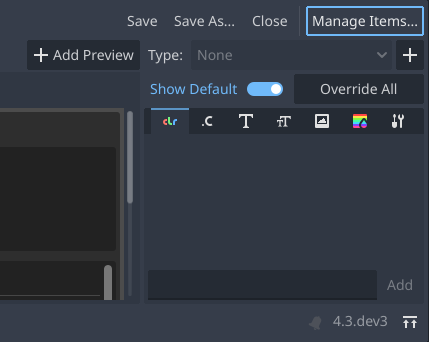 Save Save As... Close Manage Items...
+ Add Preview Type: None +
Show Default Override All
clr .C T TT
Add
4.3.dev3